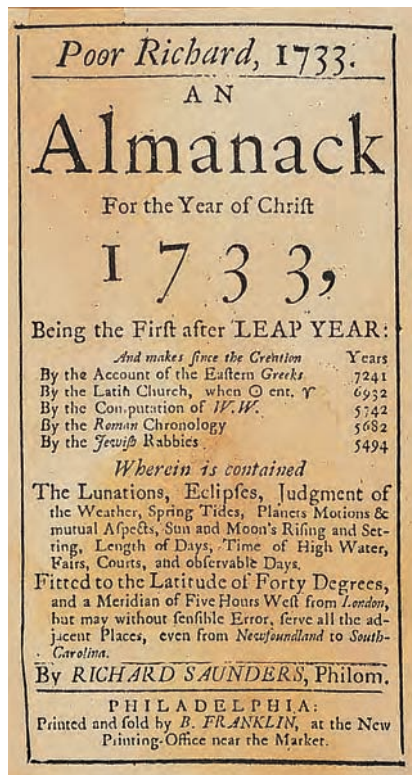 Poor Richard, 1733.
AN
Almanack
For the Year of Chriſt
1733,
Being the Firſt after LEAP YEAR:
And makes ſince the Creation Years
By the Account of the Eaſtern Greeks 7241
By the Latin Church, when ☉ ent. ♈ 6932
By the Computation of W.W. 5742
By the Roman Chronology 5682
By the Jewiſh Rabbies 5494
Wherein is contained
The Lunations, Eclipſes, Judgment of
the Weather, Spring Tides, Planets Motions &
mutual Aſpects, Sun and Moon's Riſing and Set-
ting, Length of Days, Time of High Water,
Fairs, Courts, and obſervable Days.
Fitted to the Latitude of Forty Degrees,
and a Meridian of Five Hours Weſt from London,
but may without ſenſible Error, ſerve all the ad-
jacent Places, even from Newfoundland to South-
Carolina.
By RICHARD SAUNDERS, Philom.
PHILADELPHIA:
Printed and ſold by B. FRANKLIN, at the New
Printing-Office near the Market.